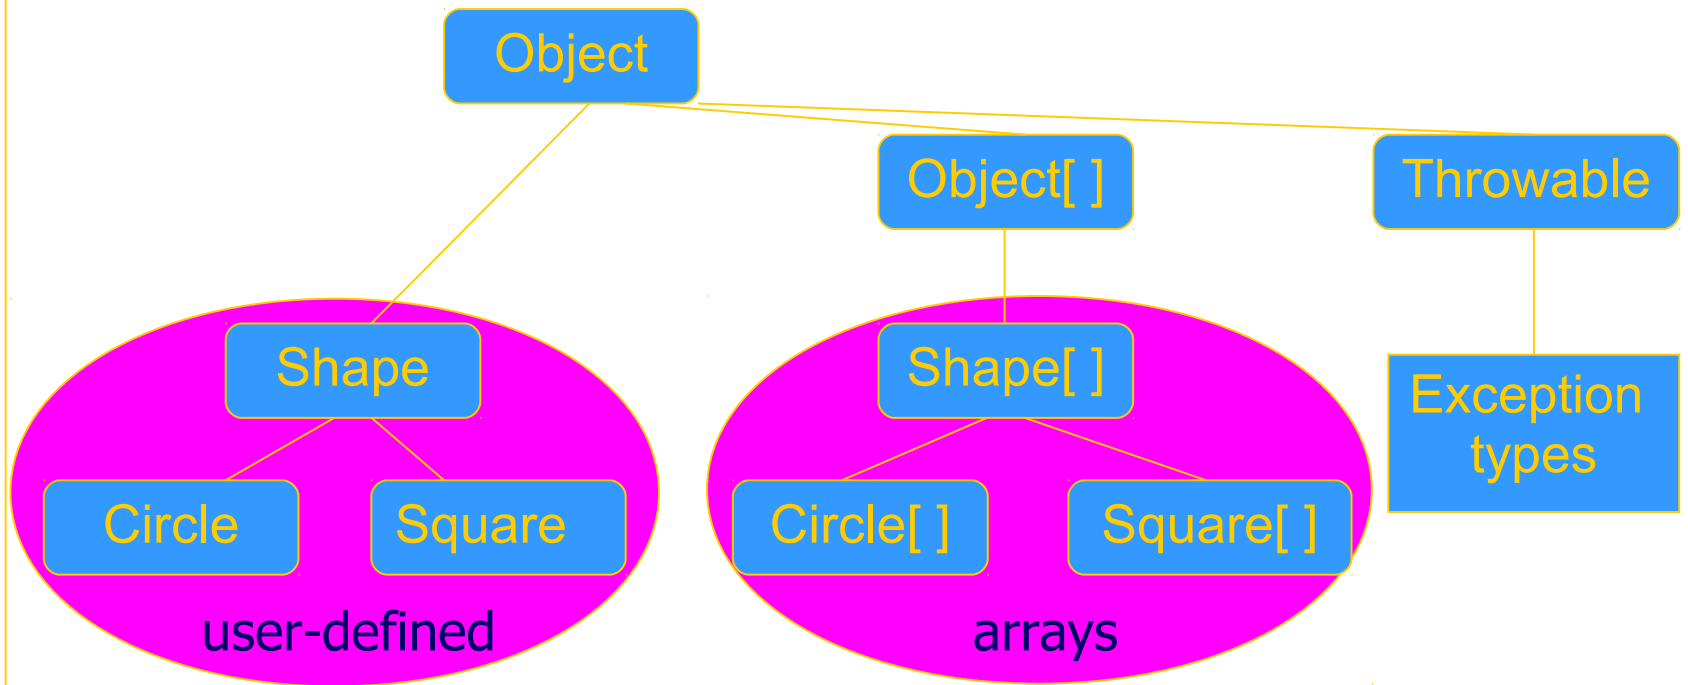 Object
Object[ ]
Throwable
Shape
Shape[ ]
Exception
types
Circle
Square
Circle[ ]
Square[ ]
user-defined
arrays